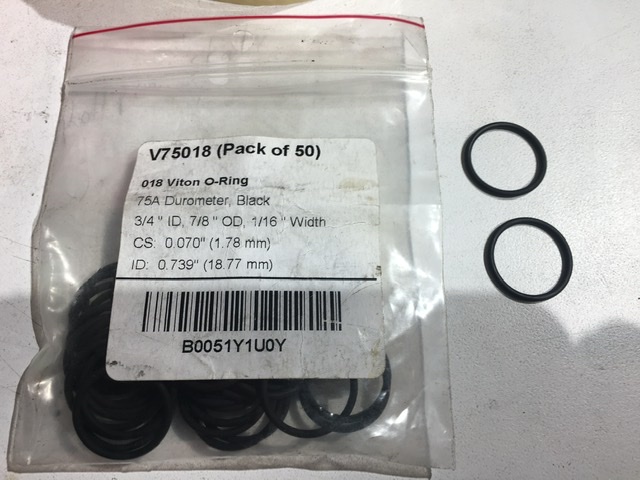 V75018 (Pack of 50)
018 Viton O-Ring
75A Durometer, Black
3/4 " ID, 7/8 " OD, 1/16 " Width
CS: 0.070" (1.78 mm)
ID: 0.739" (18.77 mm)
B0051Y1U0Y